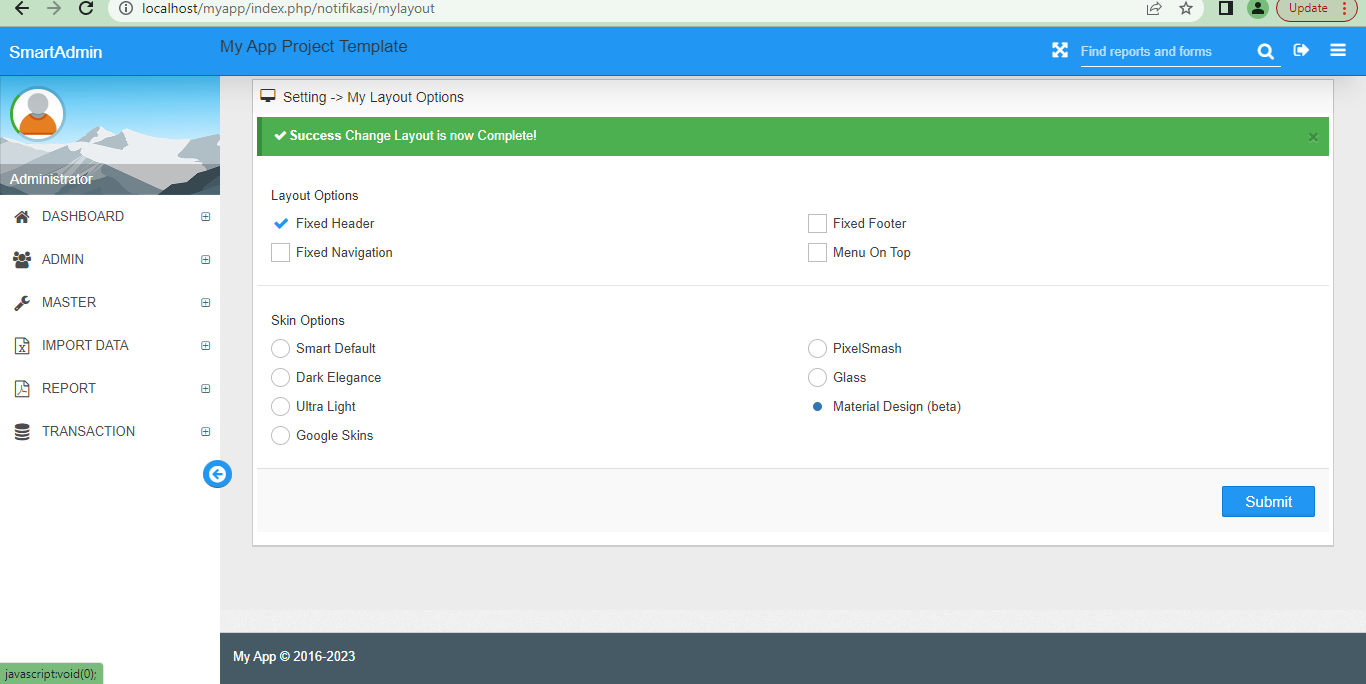 localhost/myapp/index.php/notifikasi/mylayout
Update
SmartAdmin
My App Project Template
Find reports and forms
Administrator
DASHBOARD
ADMIN
MASTER
IMPORT DATA
REPORT
TRANSACTION
Setting -> My Layout Options
Success Change Layout is now Complete!
×
Layout Options
Fixed Header
Fixed Footer
Fixed Navigation
Menu On Top
Skin Options
Smart Default
PixelSmash
Dark Elegance
Glass
Ultra Light
Material Design (beta)
Google Skins
Submit
My App © 2016-2023
javascript:void(0);